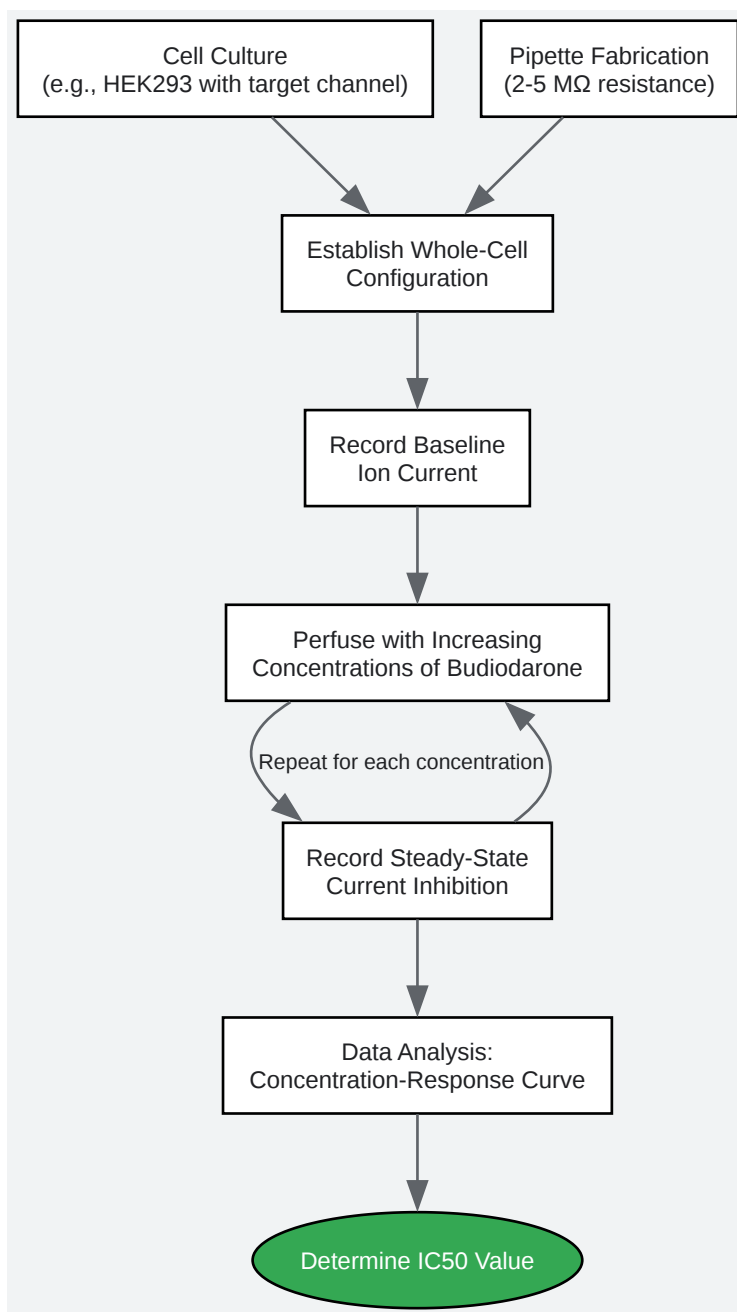 Cell Culture
(e.g., HEK293 with target channel)
Pipette Fabrication
(2-5 MΩ resistance)
Establish Whole-Cell
Configuration
Record Baseline
Ion Current
Perfuse with Increasing
Concentrations of Budiodarone
Repeat for each concentration
Record Steady-State
Current Inhibition
Data Analysis:
Concentration-Response Curve
Determine IC50 Value